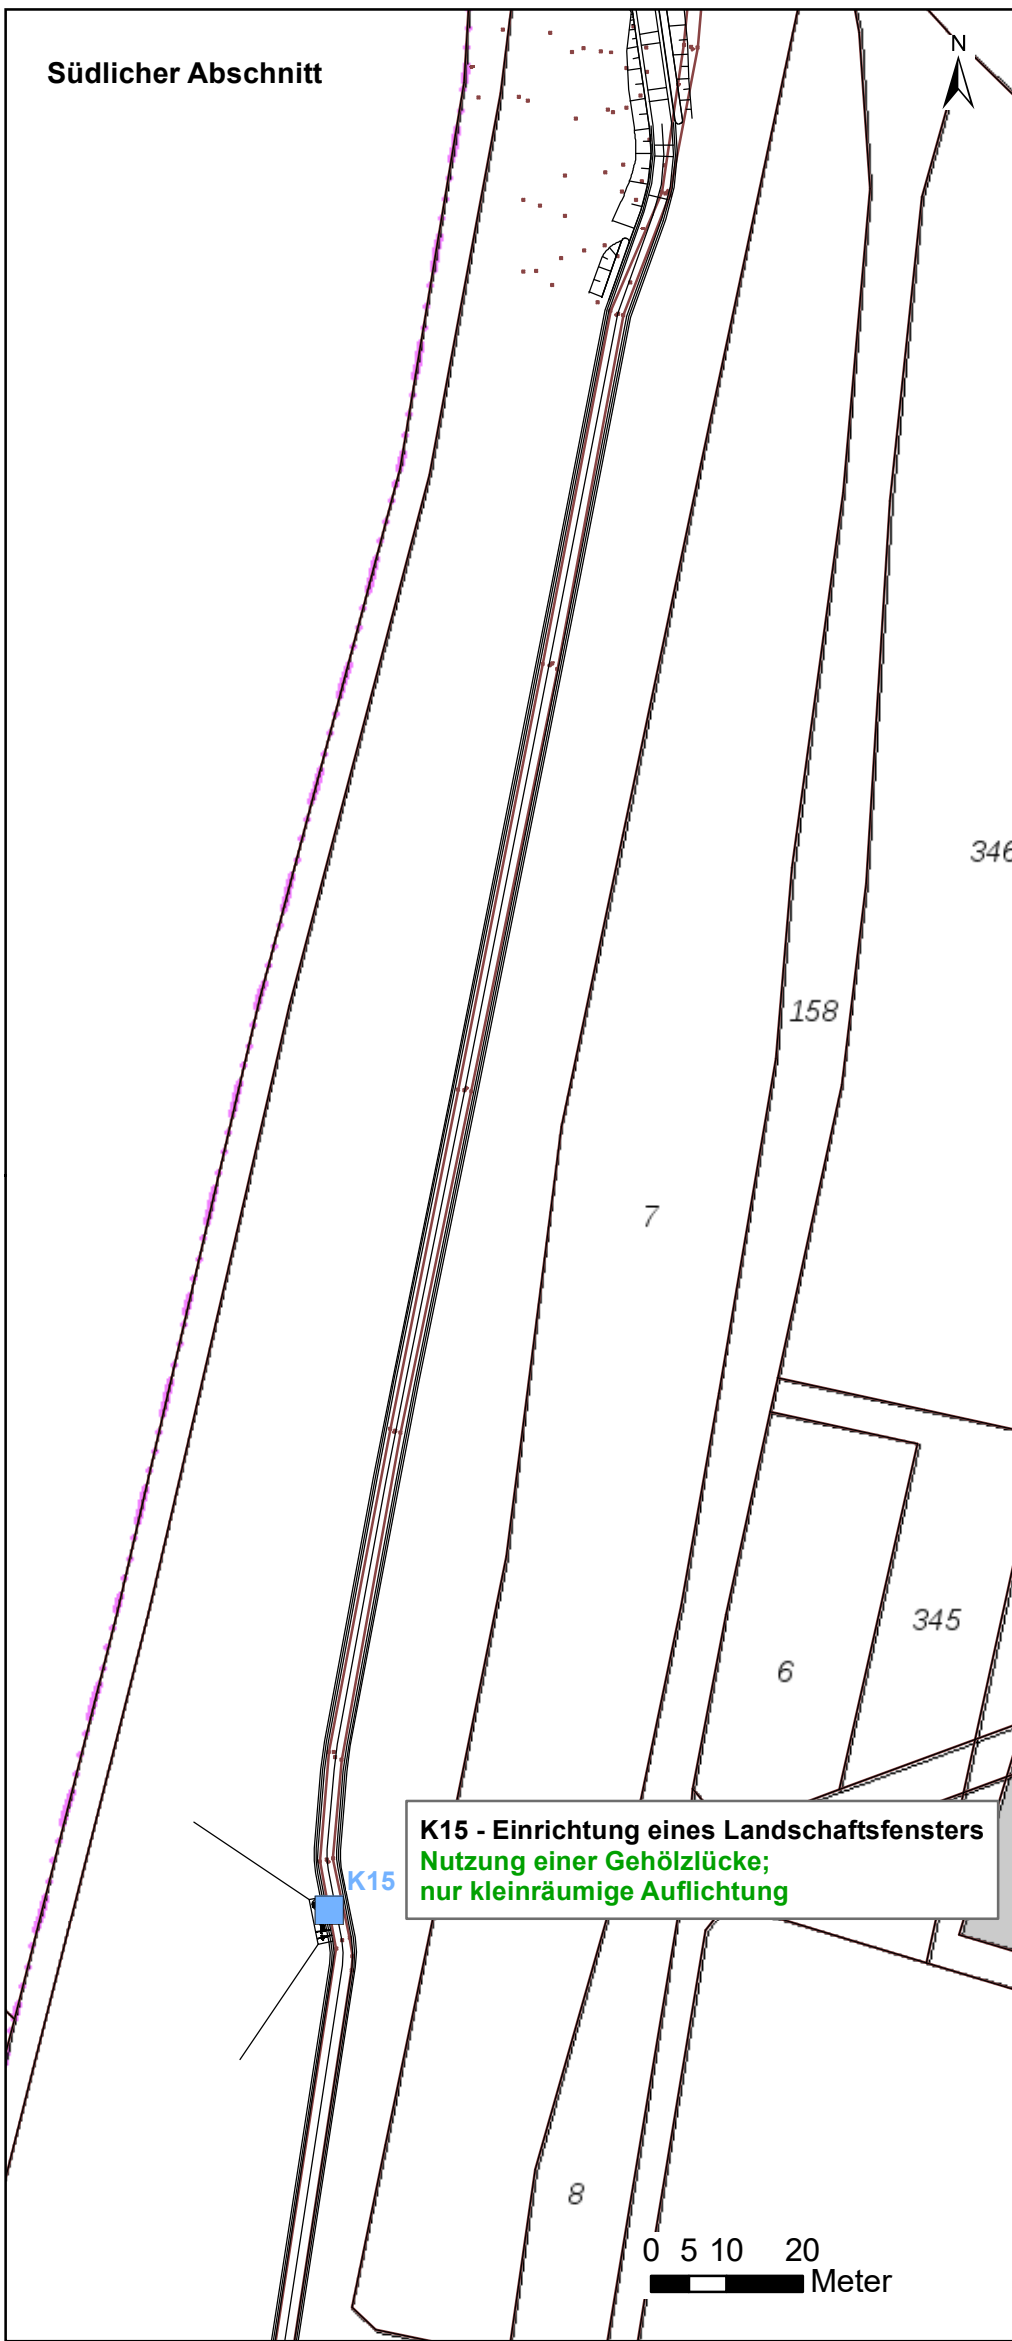 Südlicher Abschnitt
N
346
158
7
345
6
K15 - Einrichtung eines Landschaftsfensters
Nutzung einer Gehölzlücke;
nur kleinräumige Auflichtung
K15
8
0 5 10 20
Meter